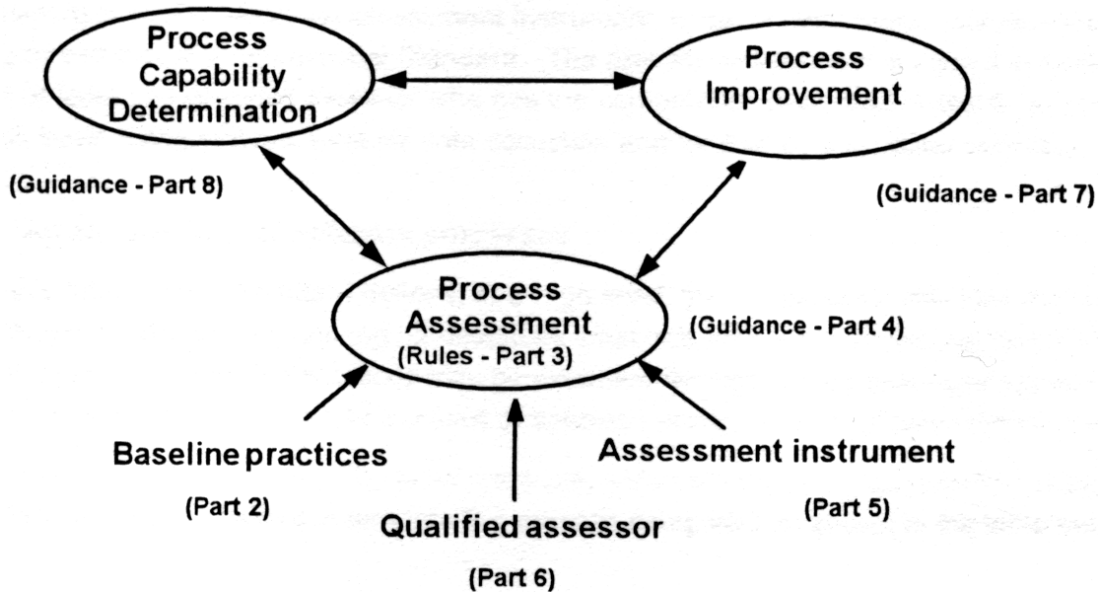 Process
Capability
Determination
Process
Improvement
(Guidance - Part 8)
(Guidance - Part 7)
Process
Assessment
(Rules - Part 3)
(Guidance - Part 4)
Baseline practices
(Part 2)
Assessment instrument
(Part 5)
Qualified assessor
(Part 6)